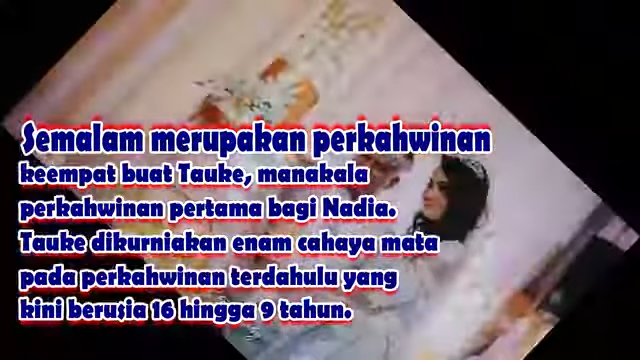 Semalam merupakan perkahwinan
keempat buat Tauke, manakala
perkahwinan pertama bagi Nadia.
Tauke dikurniakan enam cahaya mata
pada perkahwinan terdahulu yang
kini berusia 16 hingga 9 tahun.